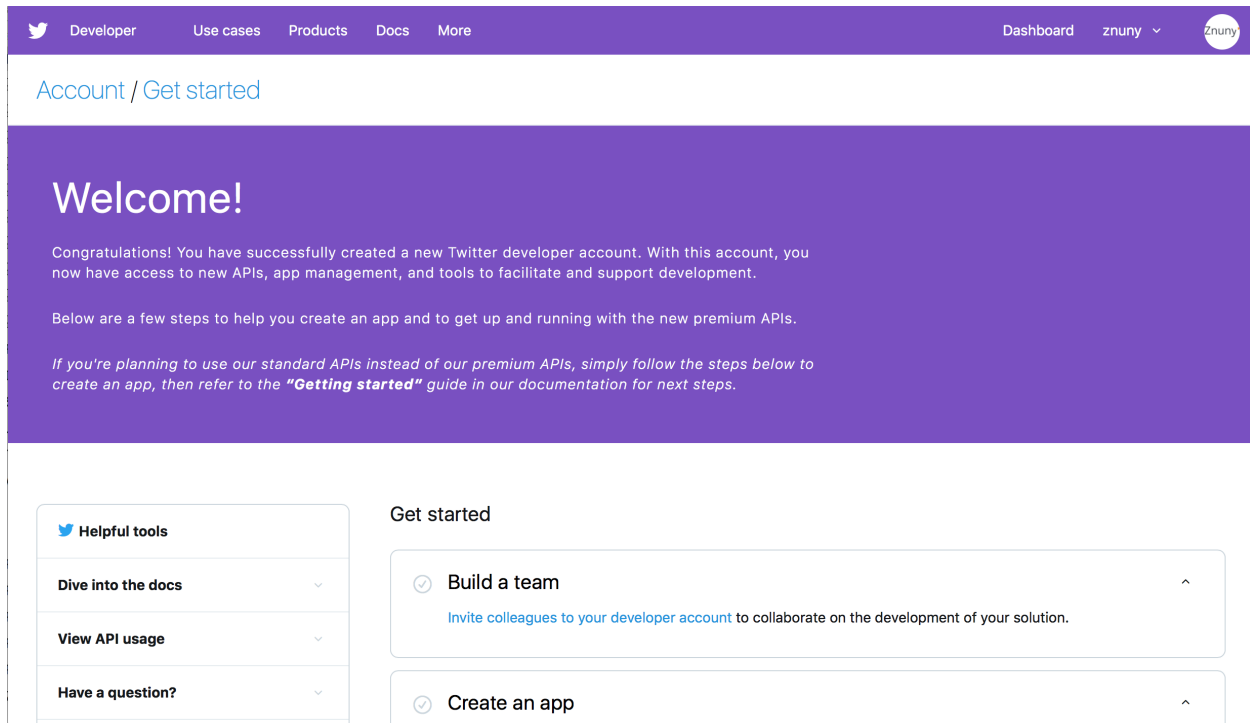 Developer Use cases Products Docs More Dashboard znuny Znuny
Account / Get started
Welcome!
Congratulations! You have successfully created a new Twitter developer account. With this account, you
now have access to new APIs, app management, and tools to facilitate and support development.
Below are a few steps to help you create an app and to get up and running with the new premium APIs.
If you're planning to use our standard APIs instead of our premium APIs, simply follow the steps below to
create an app, then refer to the “Getting started” guide in our documentation for next steps.
Helpful tools
Dive into the docs
View API usage
Have a question?
Get started
Build a team
Invite colleagues to your developer account to collaborate on the development of your solution.
Create an app